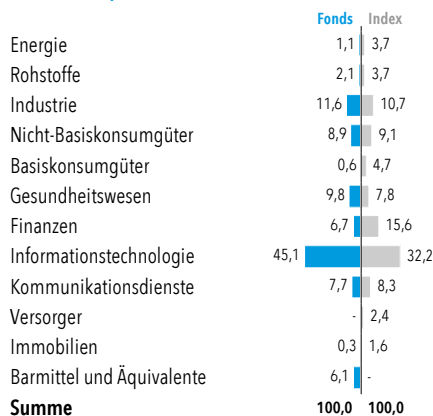 Fonds Index
Energie 1,1 3,7
Rohstoffe 2,1 3,7
Industrie 11,6 10,7
Nicht-Basiskonsumgüter 8,9 9,1
Basiskonsumgüter 0,6 4,7
Gesundheitswesen 9,8 7,8
Finanzen 6,7 15,6
Informationstechnologie 45,1 32,2
Kommunikationsdienste 7,7 8,3
Versorger - 2,4
Immobilien 0,3 1,6
Barmittel und Äquivalente 6,1 -
Summe 100,0 100,0